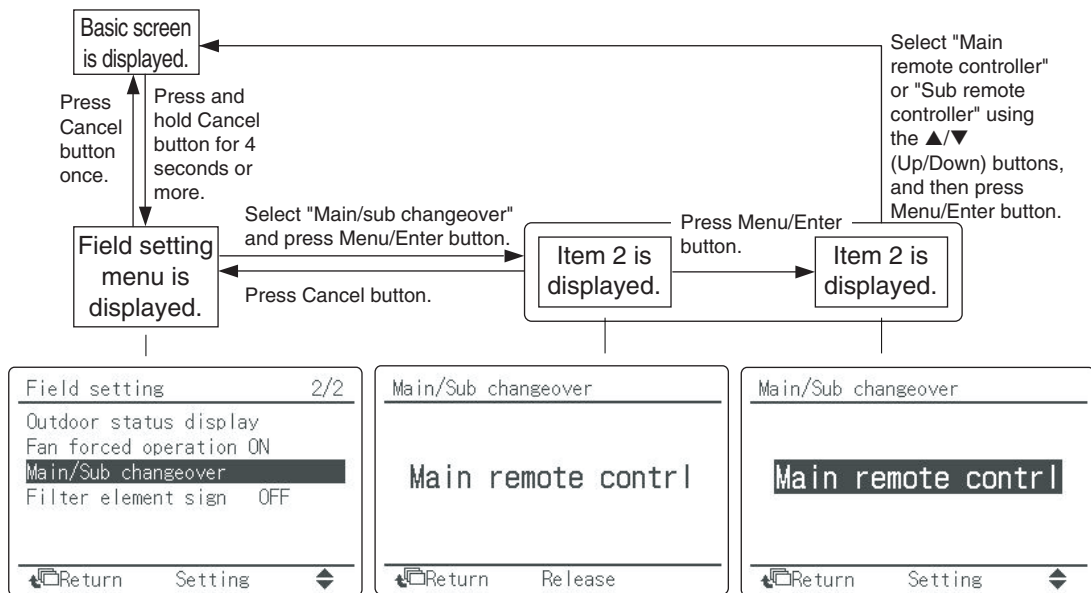 Basic screen
is displayed.
Press
Cancel
button
once.
Press and
hold Cancel
button for 4
seconds or
more.
Select "Main
remote controller"
or "Sub remote
controller" using
the ▲/▼
(Up/Down) buttons,
and then press
Menu/Enter button.
Field setting
menu is
displayed.
Select "Main/sub changeover"
and press Menu/Enter button.
Press Cancel button.
Item 2 is
displayed.
Press Menu/Enter
button.
Item 2 is
displayed.
Field setting 2/2
Outdoor status display
Fan forced operation ON
Main/Sub changeover
Filter element sign OFF
Return Setting
Main/Sub changeover
Main remote contrl
Return Release
Main/Sub changeover
Main remote contrl
Return Setting